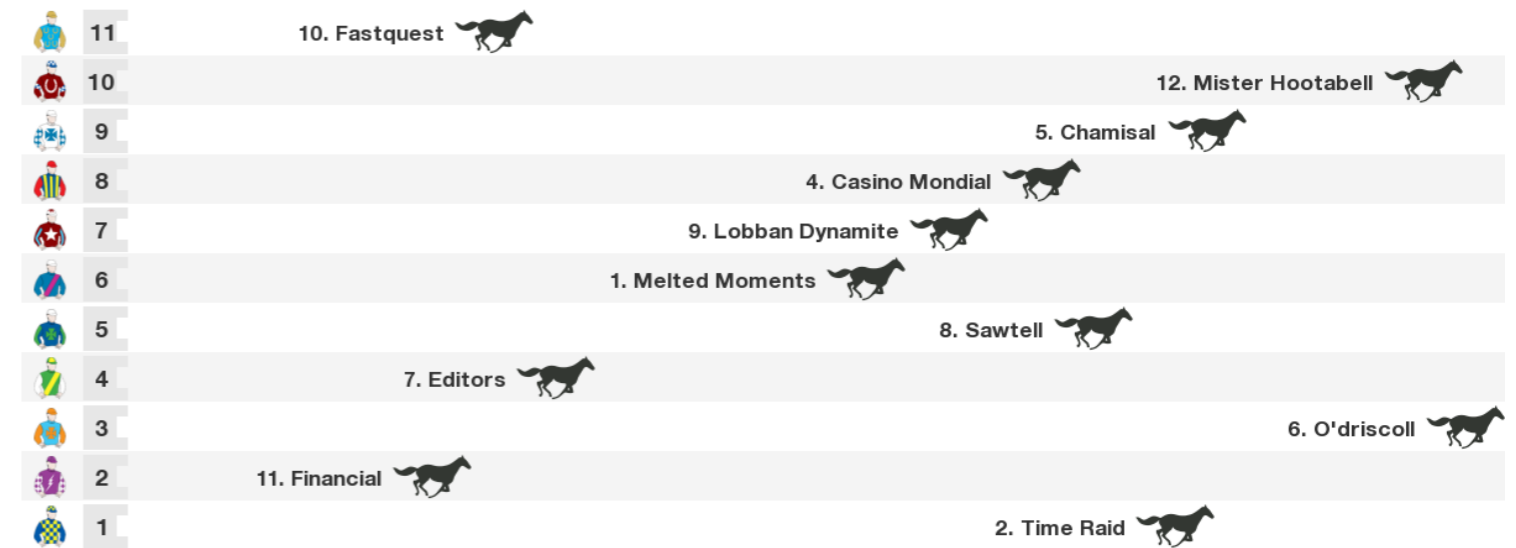 11 10. Fastquest
10 12. Mister Hootabell
9 5. Chamisal
8 4. Casino Mondial
7 9. Lobban Dynamite
6 1. Melted Moments
5 8. Sawtell
4 7. Editors
3 6. O'driscoll
2 11. Financial
1 2. Time Raid